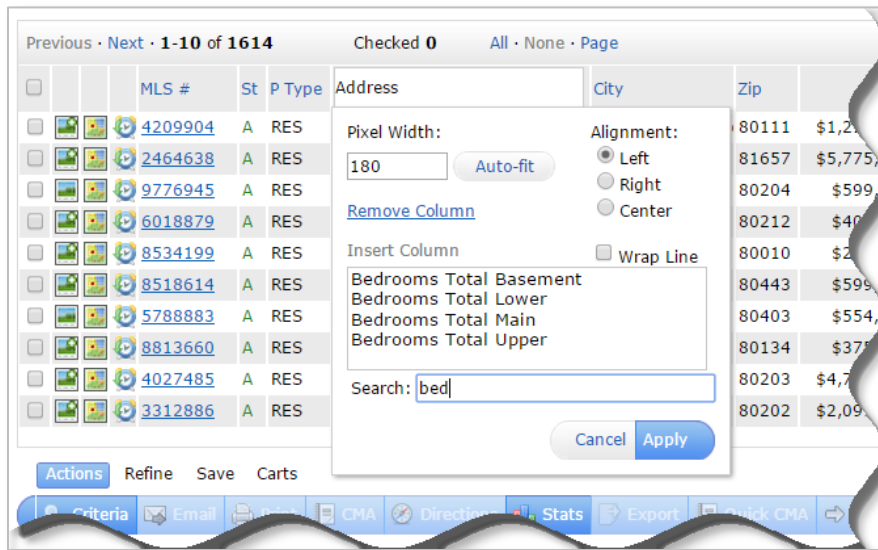 Previous · Next · 1-10 of 1614 Checked 0 All · None · Page
MLS # St P Type Address City Zip
4209904 A RES 80111
2464638 A RES 81657 $5,775,
9776945 A RES 80204 $599,
6018879 A RES 80212
8534199 A RES 80010
8518614 A RES 80443 $599,
5788883 A RES 80403 $554,
8813660 A RES 80134
4027485 A RES 80203
3312886 A RES 80202
Pixel Width: Alignment:
180 Auto-fit Left
Right
Remove Column Center
Insert Column Wrap Line
Bedrooms Total Basement
Bedrooms Total Lower
Bedrooms Total Main
Bedrooms Total Upper
Search: bed
Cancel Apply
Actions Refine Save Carts
Criteria Email Print CMA Directions Stats Export Quick CMA